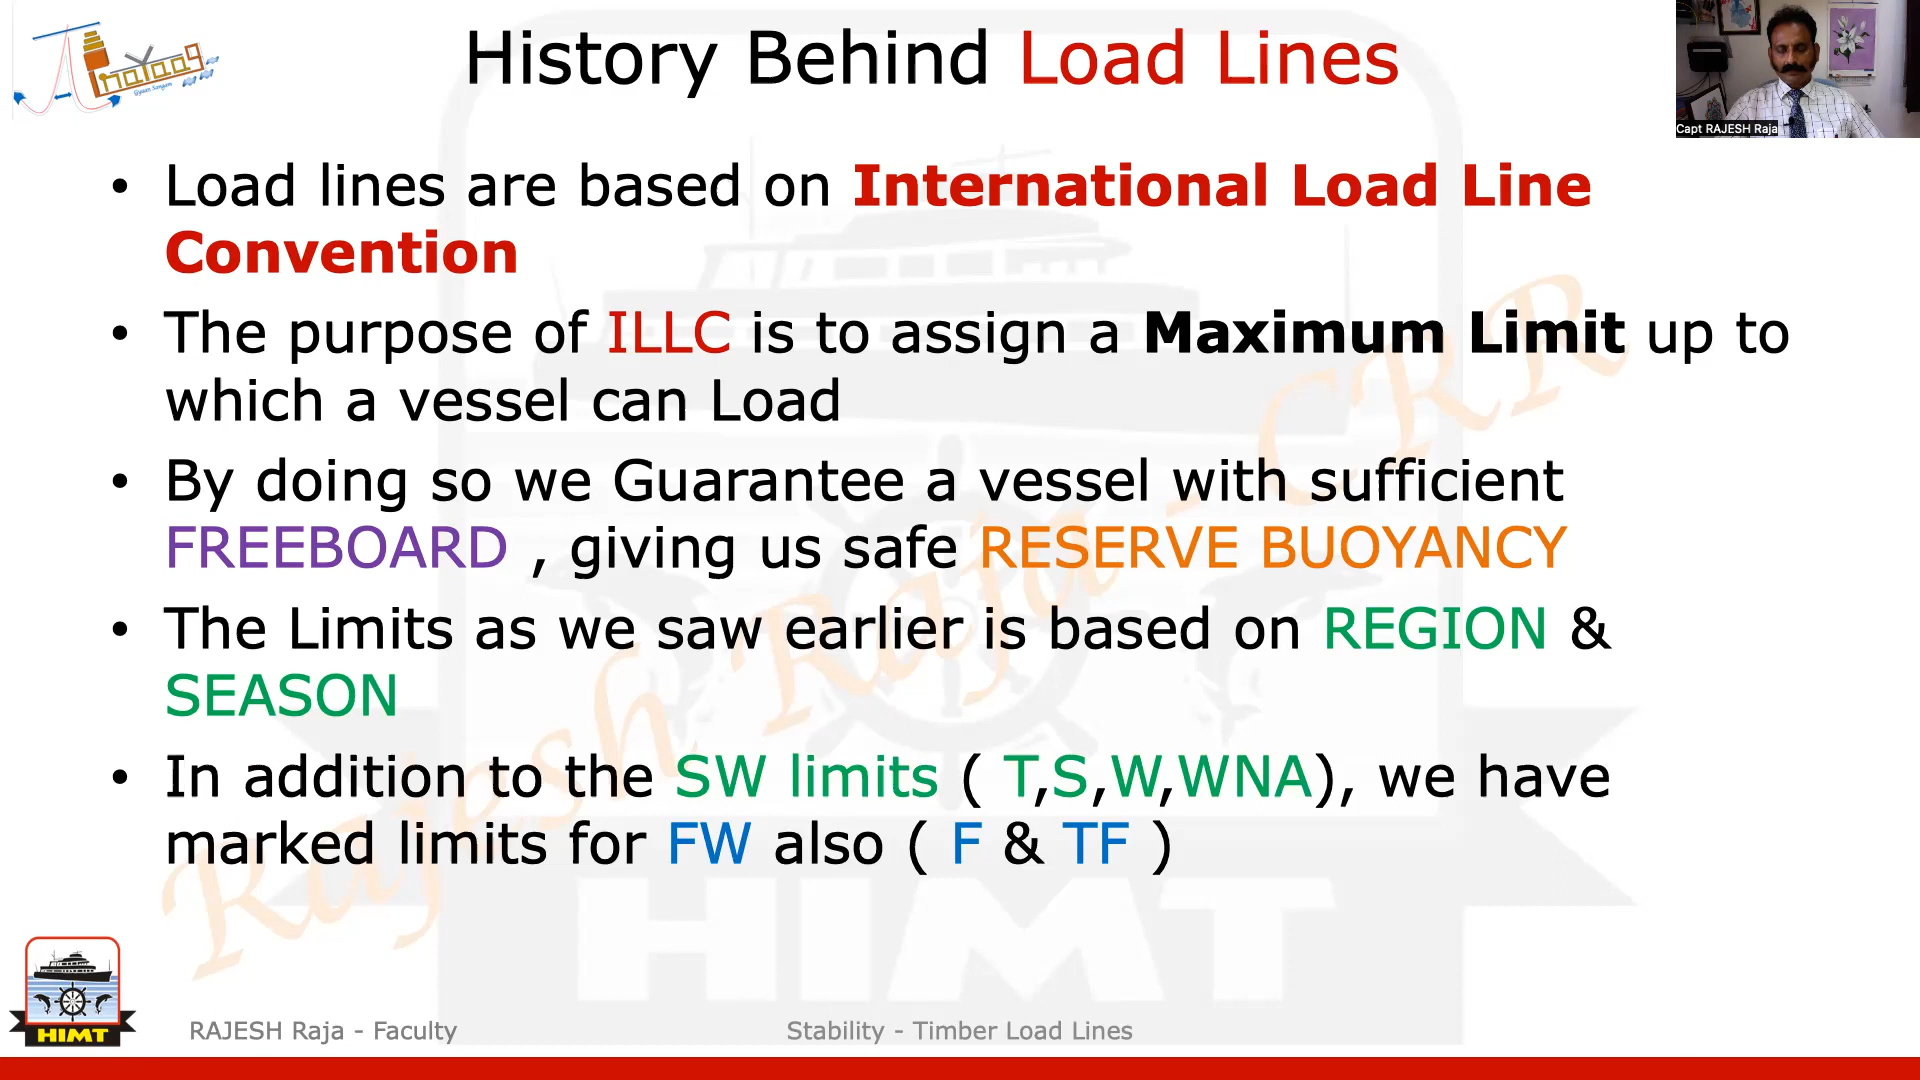 History Behind Load Lines
Capt RAJESH Raja
• Load lines are based on International Load Line
Convention
• The purpose of ILLC is to assign a Maximum Limit up to
which a vessel can Load
• By doing so we Guarantee a vessel with sufficient
FREEBOARD , giving us safe RESERVE BUOYANCY
• The Limits as we saw earlier is based on REGION &
SEASON
• In addition to the SW limits ( T,S,W,WNA), we have
marked limits for FW also ( F & TF )
Rajesh Raja - CRR
HIMT
HIMT
RAJESH Raja - Faculty
Stability - Timber Load Lines